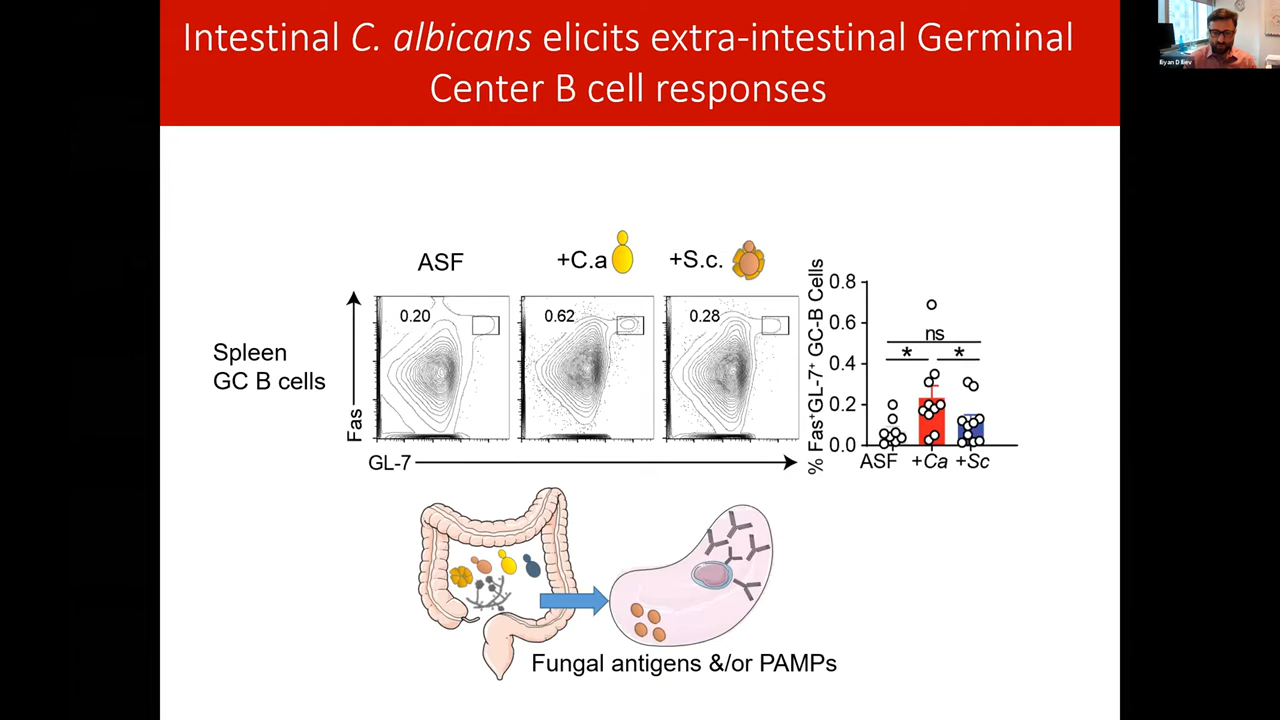 Intestinal C. albicans elicits extra-intestinal Germinal
Center B cell responses
ASF
+C.a
+S.c.
0.20
0.62
0.28
Spleen
GC B cells
Fas
GL-7
% Fas⁺GL-7⁺ GC-B Cells
0.8
0.6
0.4
0.2
0.0
ns
*
*
ASF
+Ca
+Sc
Fungal antigens &/or PAMPs